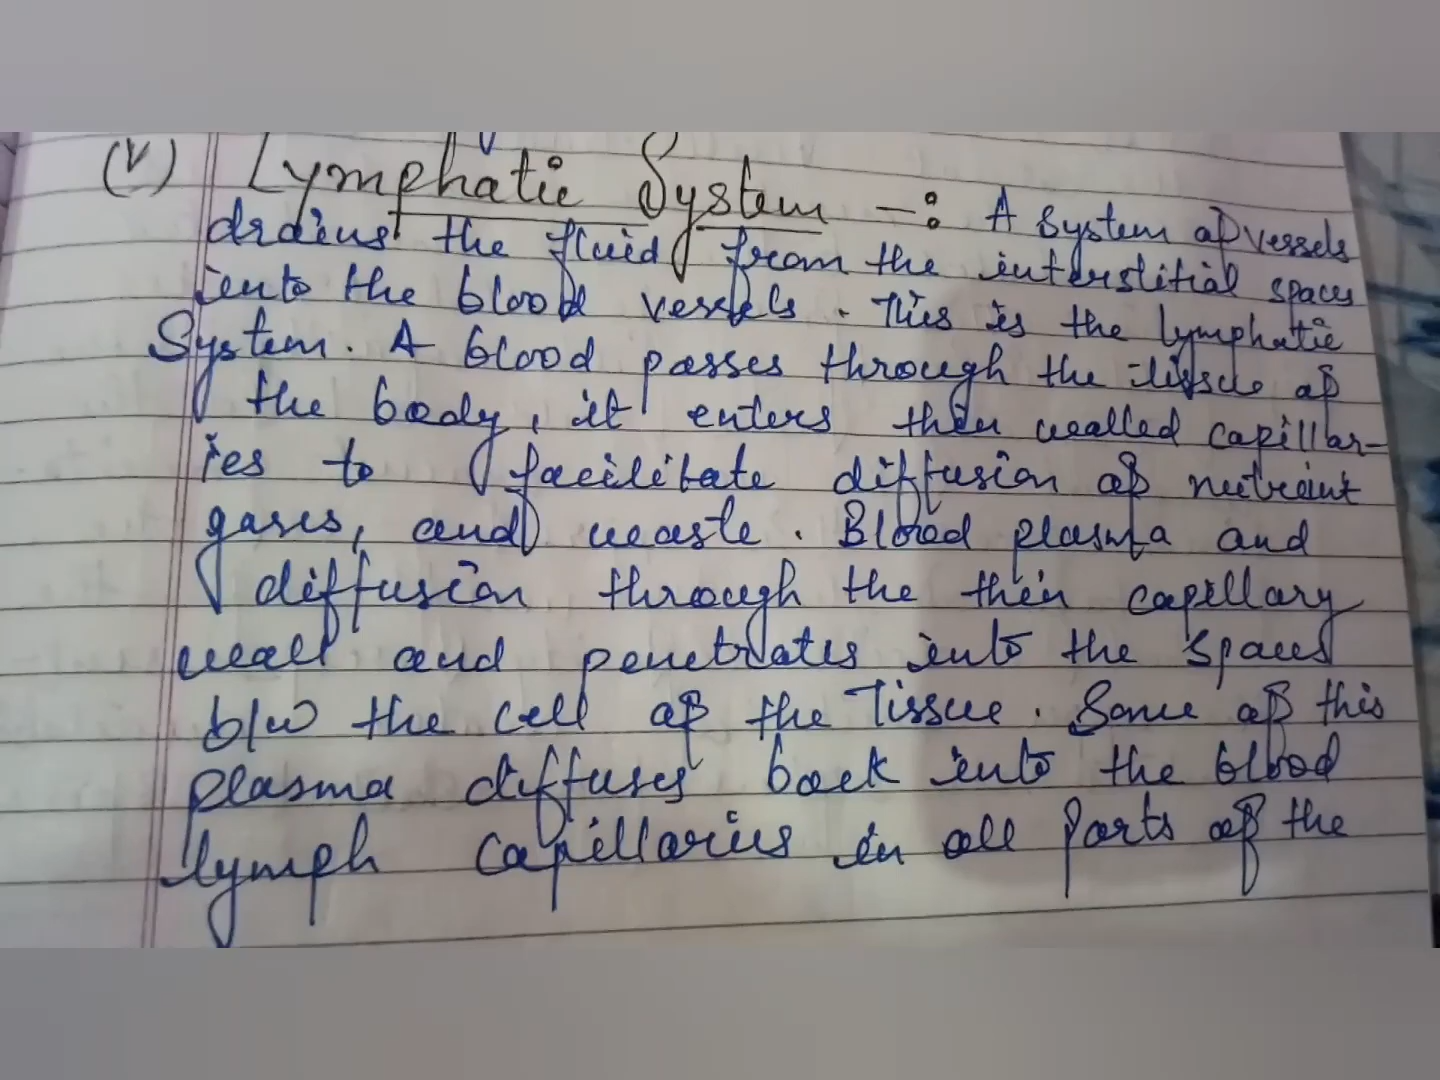 (V) Lymphatic System -: A System of vessels
drains the fluid from the interstitial spaces
into the blood vessels. This is the lymphatic
System. A blood passes through the tissue of
the body, it enters thin walled capillar-
ies to facilitate diffusion of nutrient
gases, and waste. Blood plasma and
diffusion through the thin capillary
wall and penetrates into the spaces
b/w the cell of the Tissue. Some of this
plasma diffuses back into the blood
lymph capillaries in all parts of the